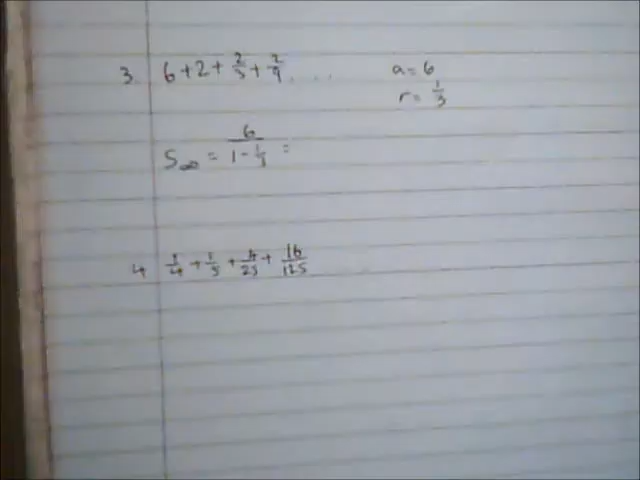 3. 6+2+2/3+2/9.....
a=6
r=1/3
S∞ = 6/(1-1/3) =
4 1/4+1/5+4/25+16/125